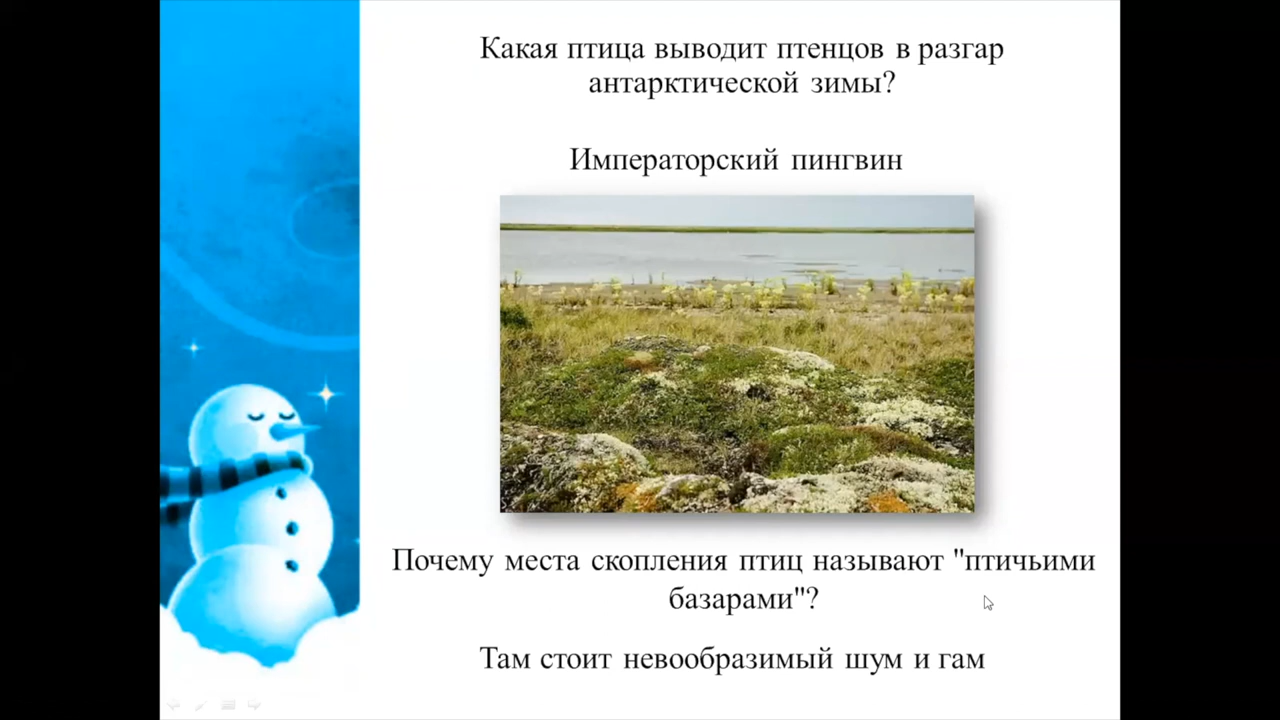 Какая птица выводит птенцов в разгар
антарктической зимы?
Императорский пингвин
Почему места скопления птиц называют "птичьими
базарами"?
Там стоит невообразимый шум и гам